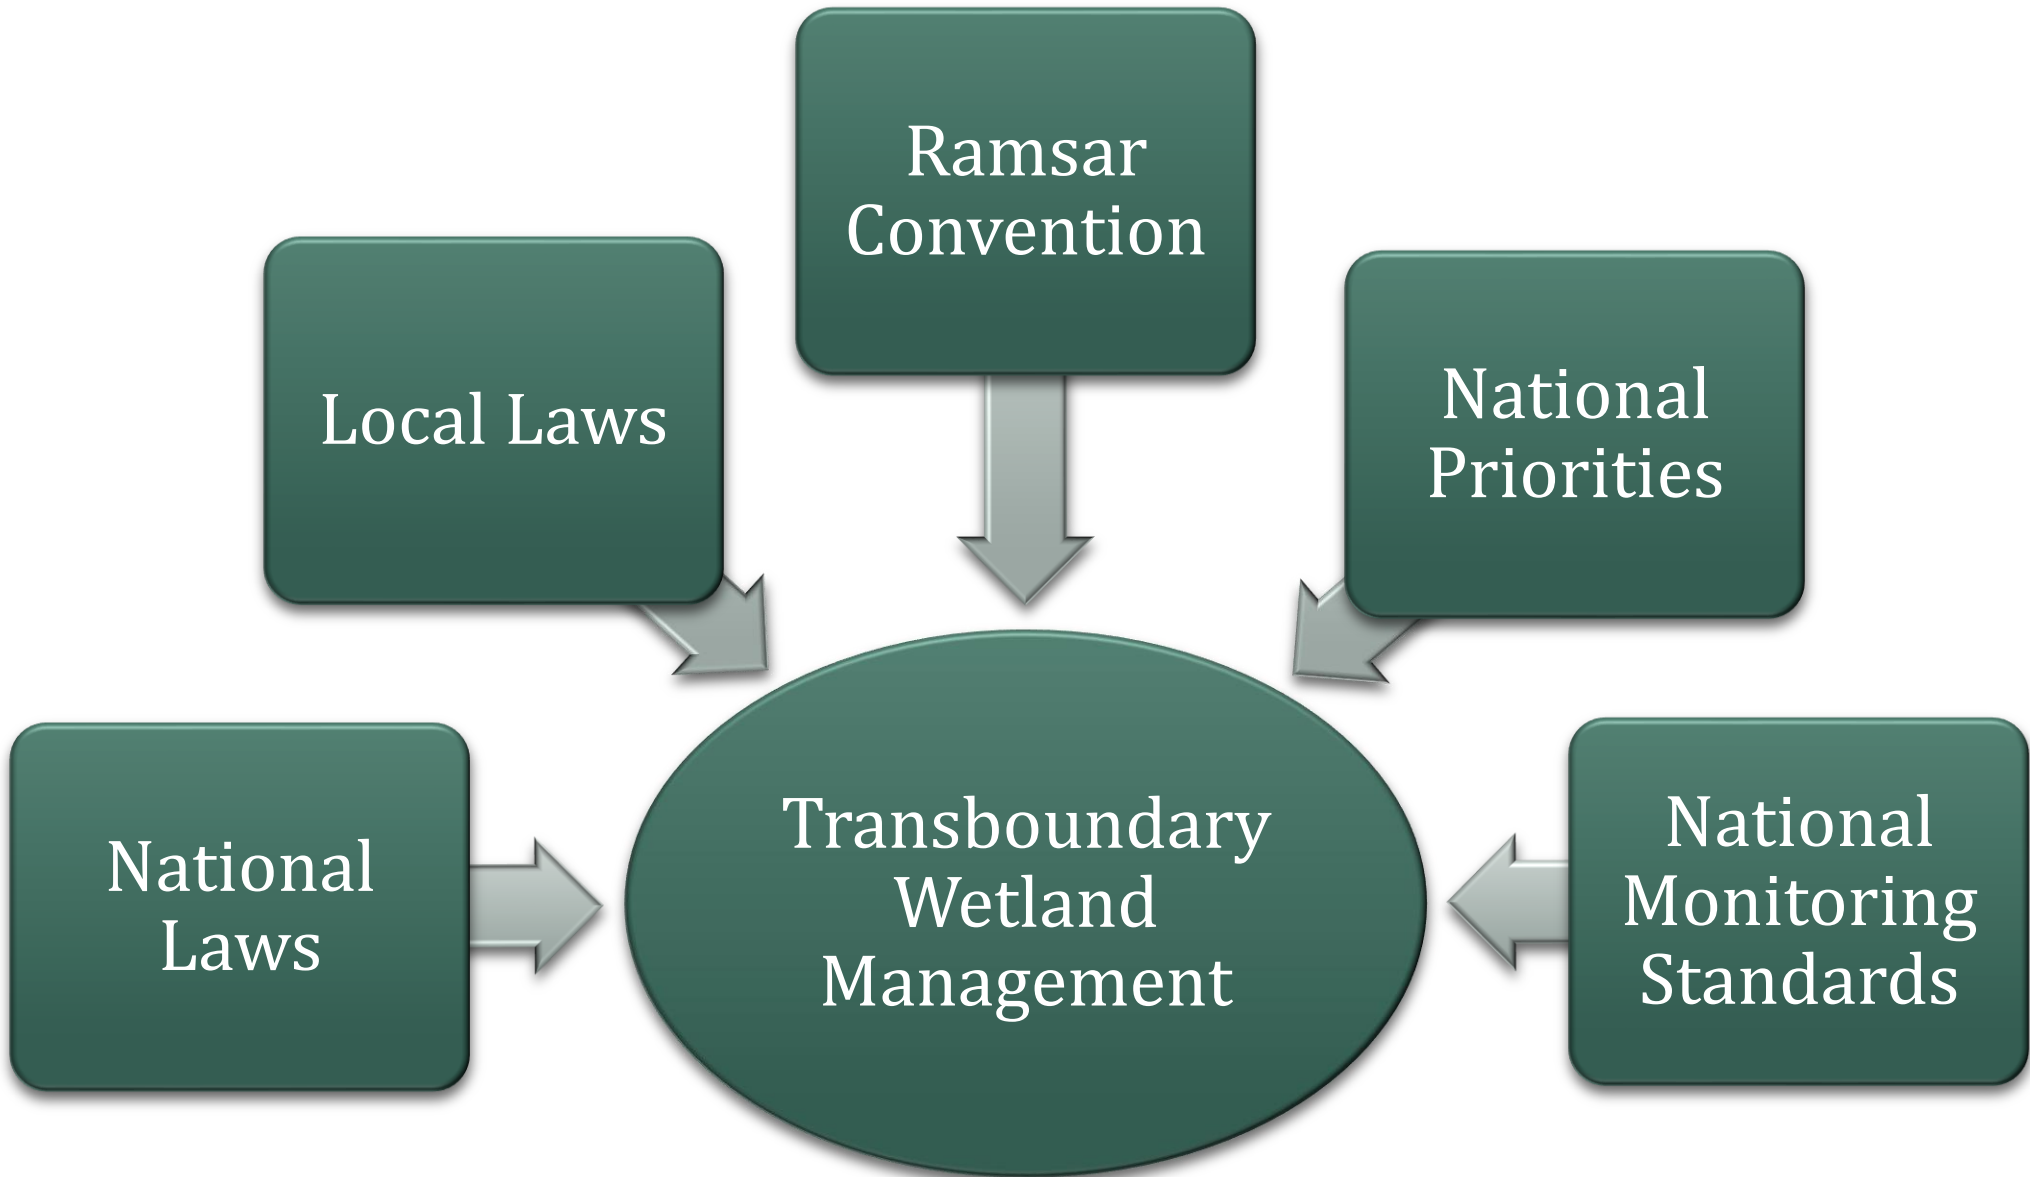 Ramsar
Convention
Local Laws
National
Priorities
National
Laws
Transboundary
Wetland
Management
National
Monitoring
Standards